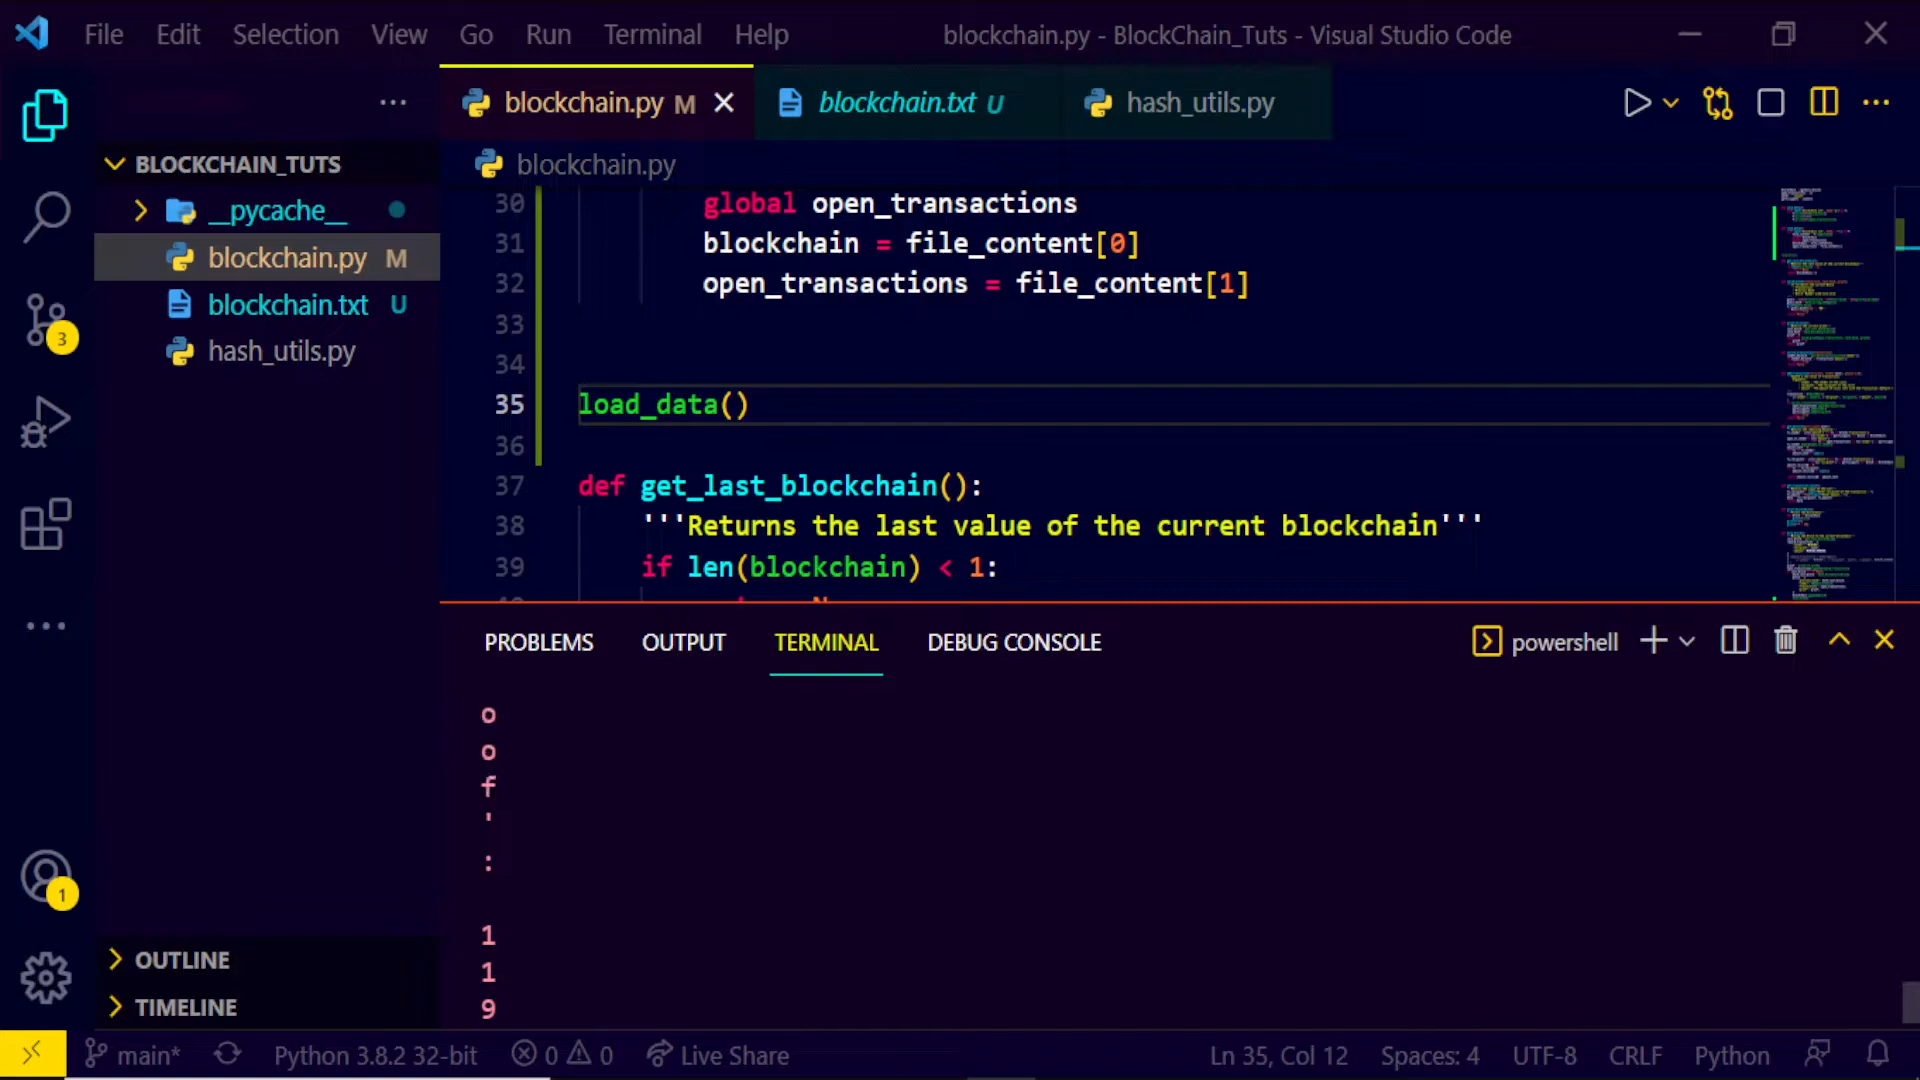 File Edit Selection View Go Run Terminal Help blockchain.py - BlockChain_Tuts - Visual Studio Code
blockchain.py M blockchain.txt U hash_utils.py
BLOCKCHAIN_TUTS
__pycache__
blockchain.py M
blockchain.txt U
hash_utils.py
3
1
OUTLINE
TIMELINE
blockchain.py
30 global open_transactions
31 blockchain = file_content[0]
32 open_transactions = file_content[1]
33
34
35 load_data()
36
37 def get_last_blockchain():
38 '''Returns the last value of the current blockchain'''
39 if len(blockchain) < 1:
PROBLEMS OUTPUT TERMINAL DEBUG CONSOLE powershell
o
o
f
'
:
1
1
9
main* Python 3.8.2 32-bit 0 0 Live Share Ln 35, Col 12 Spaces: 4 UTF-8 CRLF Python